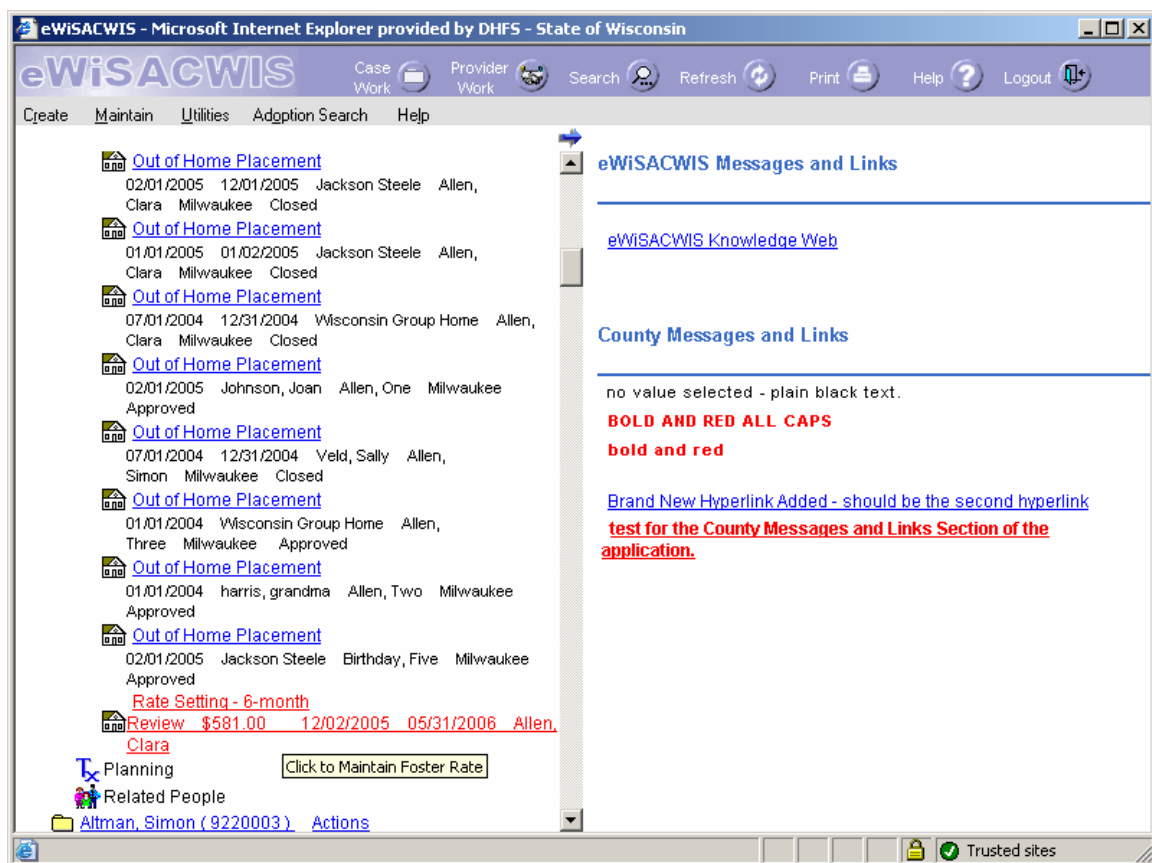 eWiSACWIS - Microsoft Internet Explorer provided by DHFS - State of Wisconsin
eWiSACWIS
Case Work
Provider Work
Search
Refresh
Print
Help
Logout
Create Maintain Utilities Adoption Search Help
Out of Home Placement
02/01/2005 12/01/2005 Jackson Steele Allen,
Clara Milwaukee Closed
Out of Home Placement
01/01/2005 01/02/2005 Jackson Steele Allen,
Clara Milwaukee Closed
Out of Home Placement
07/01/2004 12/31/2004 Wisconsin Group Home Allen,
Clara Milwaukee Closed
Out of Home Placement
02/01/2005 Johnson, Joan Allen, One Milwaukee
Approved
Out of Home Placement
07/01/2004 12/31/2004 Veld, Sally Allen,
Simon Milwaukee Closed
Out of Home Placement
01/01/2004 Wisconsin Group Home Allen,
Three Milwaukee Approved
Out of Home Placement
01/01/2004 harris, grandma Allen, Two Milwaukee
Approved
Out of Home Placement
02/01/2005 Jackson Steele Birthday, Five Milwaukee
Approved
Rate Setting - 6-month
Review $581.00 12/02/2005 05/31/2006 Allen,
Clara
Click to Maintain Foster Rate
Tx Planning
Related People
Altman, Simon ( 9220003 ) Actions
eWiSACWIS Messages and Links
eWiSACWIS Knowledge Web
County Messages and Links
no value selected - plain black text.
BOLD AND RED ALL CAPS
bold and red
Brand New Hyperlink Added - should be the second hyperlink
test for the County Messages and Links Section of the
application.
Trusted sites